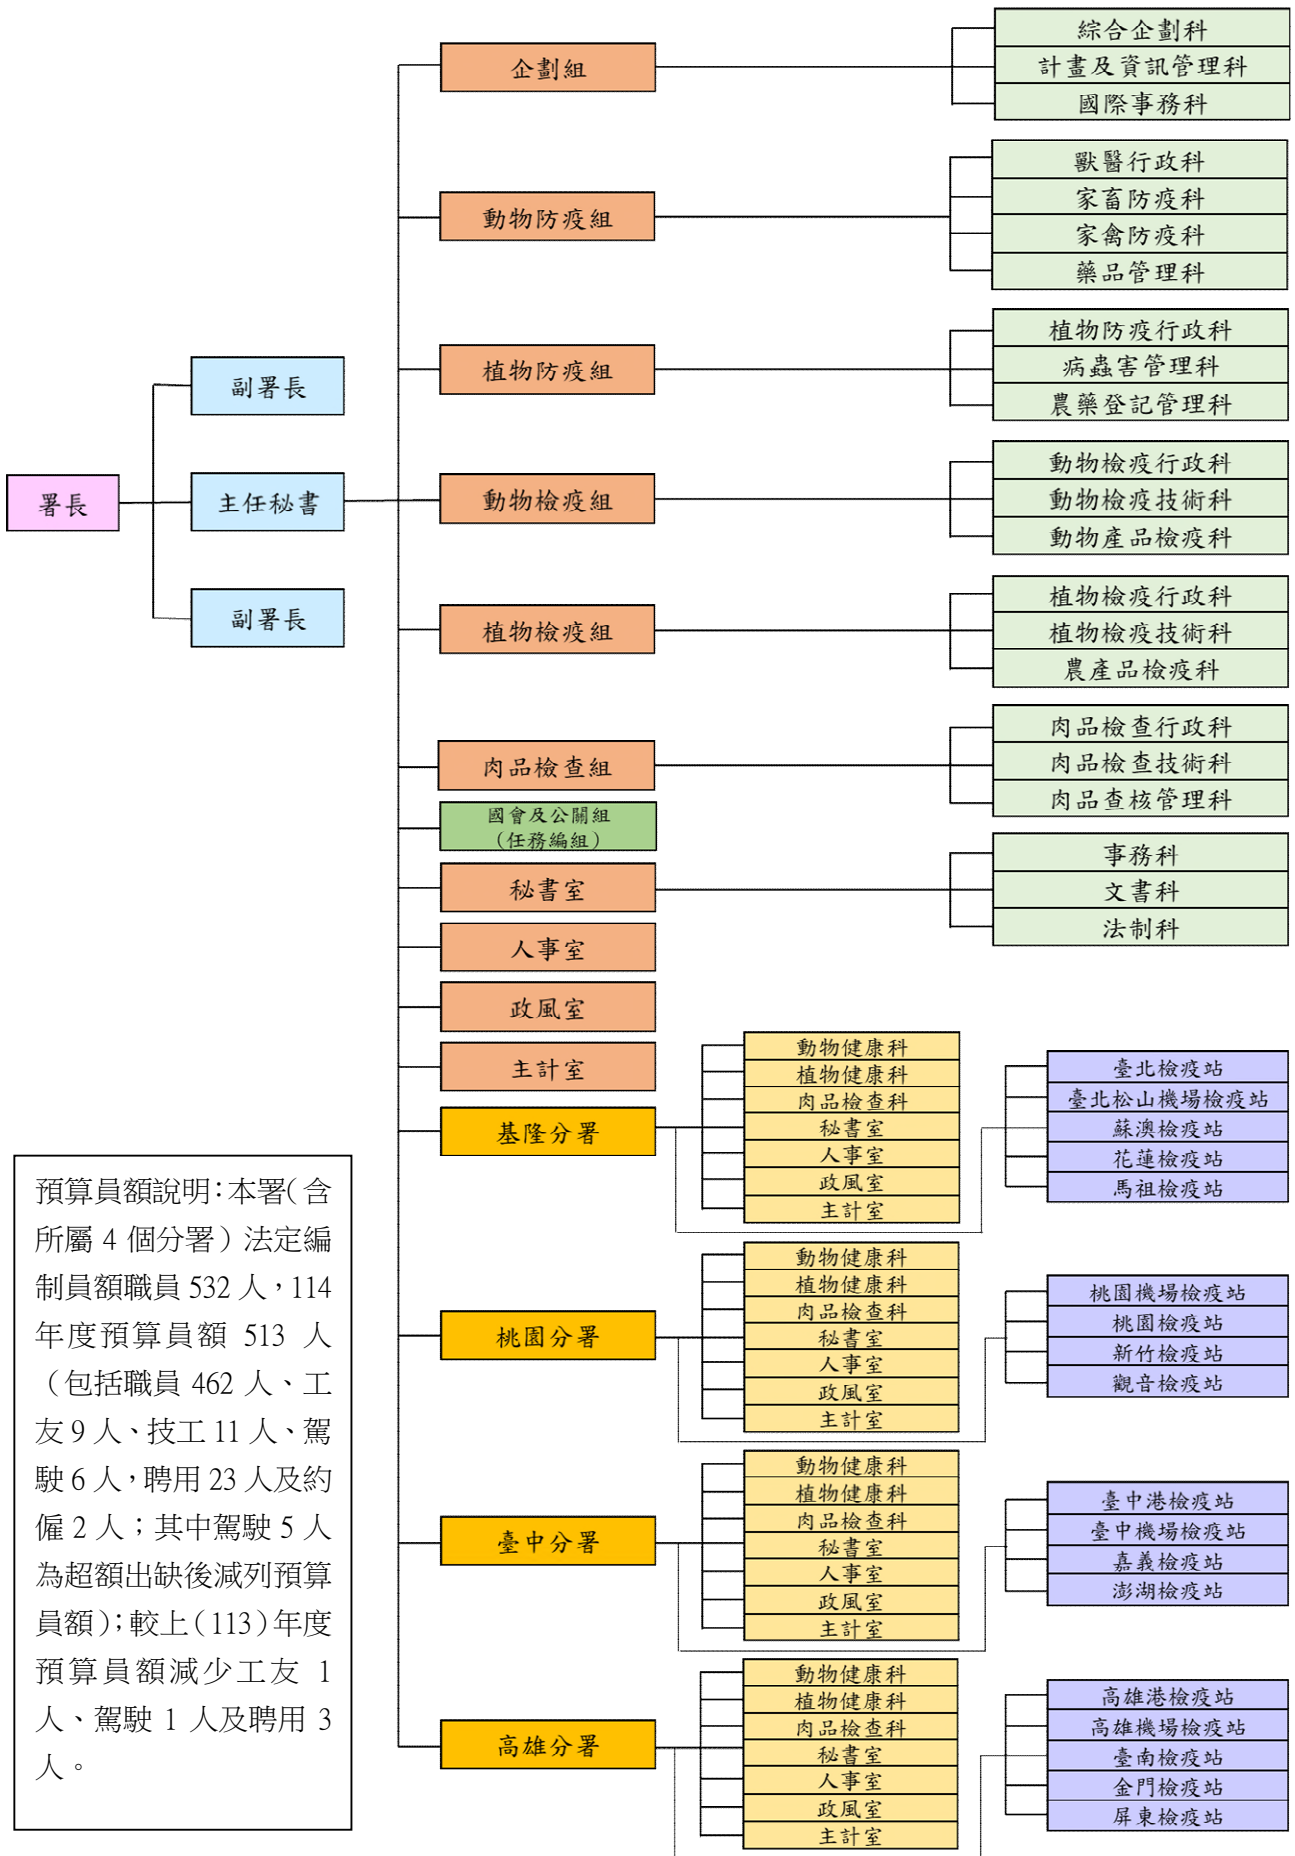 署長
副署長
主任秘書
副署長
企劃組
綜合企劃科
計畫及資訊管理科
國際事務科
動物防疫組
獸醫行政科
家畜防疫科
家禽防疫科
藥品管理科
植物防疫組
植物防疫行政科
病蟲害管理科
農藥登記管理科
動物檢疫組
動物檢疫行政科
動物檢疫技術科
動物產品檢疫科
植物檢疫組
植物檢疫行政科
植物檢疫技術科
農產品檢疫科
肉品檢查組
肉品檢查行政科
肉品檢查技術科
肉品查核管理科
國會及公關組
（任務編組）
秘書室
事務科
文書科
法制科
人事室
政風室
主計室
基隆分署
動物健康科
植物健康科
肉品檢查科
秘書室
人事室
政風室
主計室
臺北檢疫站
臺北松山機場檢疫站
蘇澳檢疫站
花蓮檢疫站
馬祖檢疫站
桃園分署
動物健康科
植物健康科
肉品檢查科
秘書室
人事室
政風室
主計室
桃園機場檢疫站
桃園檢疫站
新竹檢疫站
觀音檢疫站
臺中分署
動物健康科
植物健康科
肉品檢查科
秘書室
人事室
政風室
主計室
臺中港檢疫站
臺中機場檢疫站
嘉義檢疫站
澎湖檢疫站
高雄分署
動物健康科
植物健康科
肉品檢查科
秘書室
人事室
政風室
主計室
高雄港檢疫站
高雄機場檢疫站
臺南檢疫站
金門檢疫站
屏東檢疫站
預算員額說明：本署（含
所屬 4 個分署）法定編
制員額職員 532 人，114
年度預算員額 513 人
（包括職員 462 人、工
友 9 人、技工 11 人、駕
駛 6 人，聘用 23 人及約
僱 2 人；其中駕駛 5 人
為超額出缺後減列預算
員額）；較上（113）年度
預算員額減少工友 1
人、駕駛 1 人及聘用 3
人。